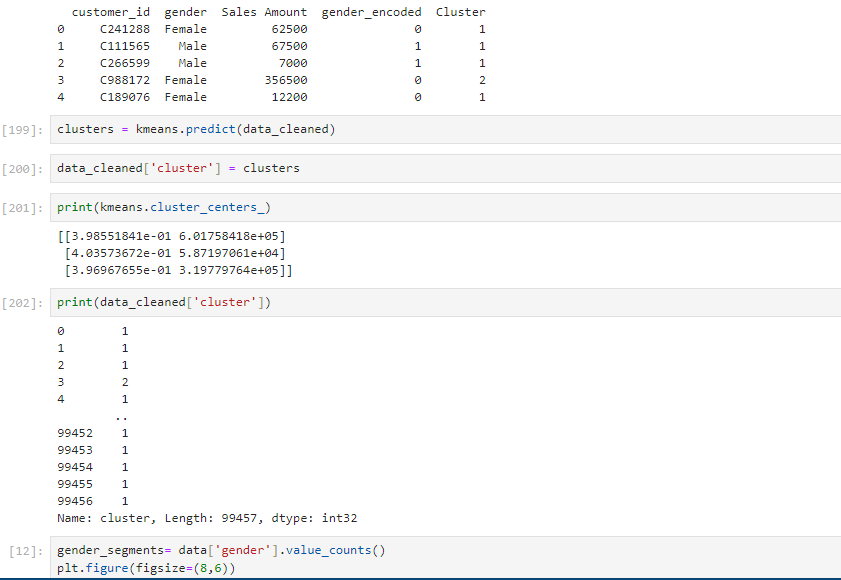 customer_id gender Sales Amount gender_encoded Cluster
0 C241288 Female 62500 0 1
1 C111565 Male 67500 1 1
2 C266599 Male 7000 1 1
3 C988172 Female 356500 0 2
4 C189076 Female 12200 0 1
[199]: clusters = kmeans.predict(data_cleaned)
[200]: data_cleaned['cluster'] = clusters
[201]: print(kmeans.cluster_centers_)
[[3.98551841e-01 6.01758418e+05]
[4.03573672e-01 5.87197061e+04]
[3.96967655e-01 3.19779764e+05]]
[202]: print(data_cleaned['cluster'])
0 1
1 1
2 1
3 2
4 1
..
99452 1
99453 1
99454 1
99455 1
99456 1
Name: cluster, Length: 99457, dtype: int32
[12]: gender_segments= data['gender'].value_counts()
plt.figure(figsize=(8,6))